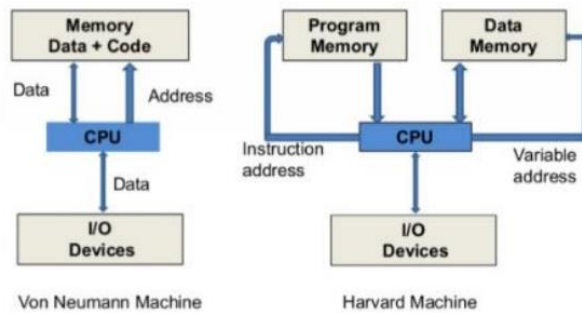 Memory
Data + Code
Data
Address
CPU
Data
I/O
Devices
Von Neumann Machine
Program
Memory
Data
Memory
CPU
Instruction
address
Variable
address
I/O
Devices
Harvard Machine